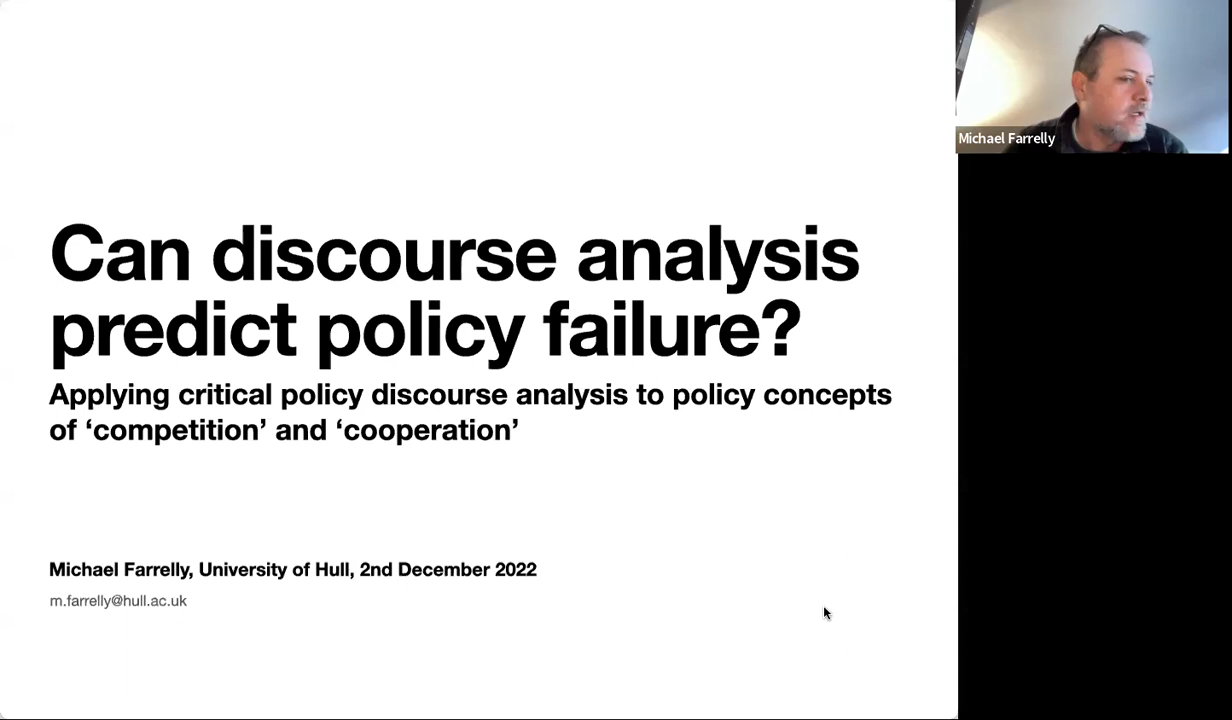 Can discourse analysis
predict policy failure?
Applying critical policy discourse analysis to policy concepts
of ‘competition’ and ‘cooperation’
Michael Farrelly, University of Hull, 2nd December 2022
m.farrelly@hull.ac.uk
Michael Farrelly